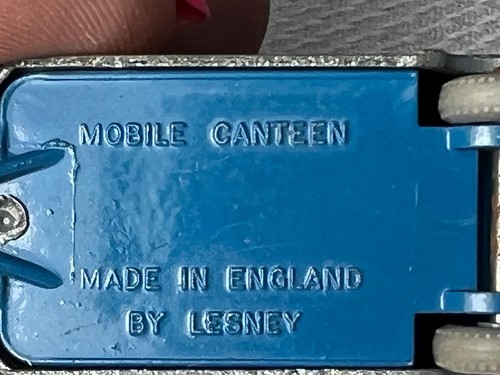 MOBILE CANTEEN
MADE IN ENGLAND
BY LESNEY